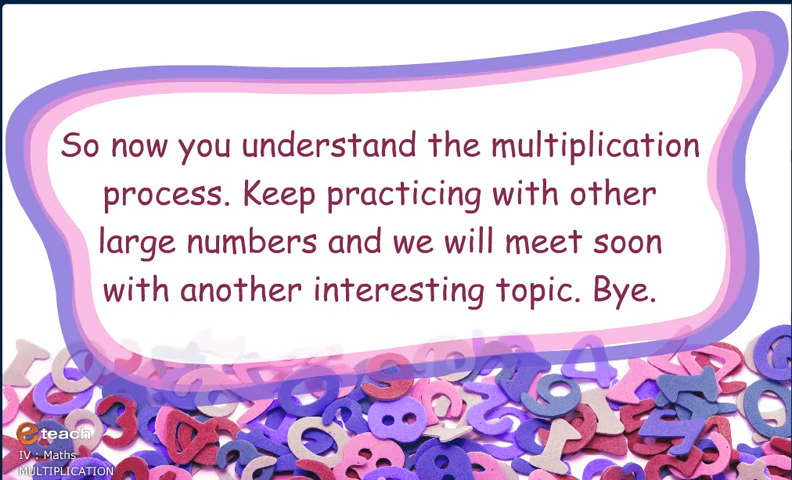 So now you understand the multiplication
process. Keep practicing with other
large numbers and we will meet soon
with another interesting topic. Bye.
eteach
IV : Maths
MULTIPLICATION